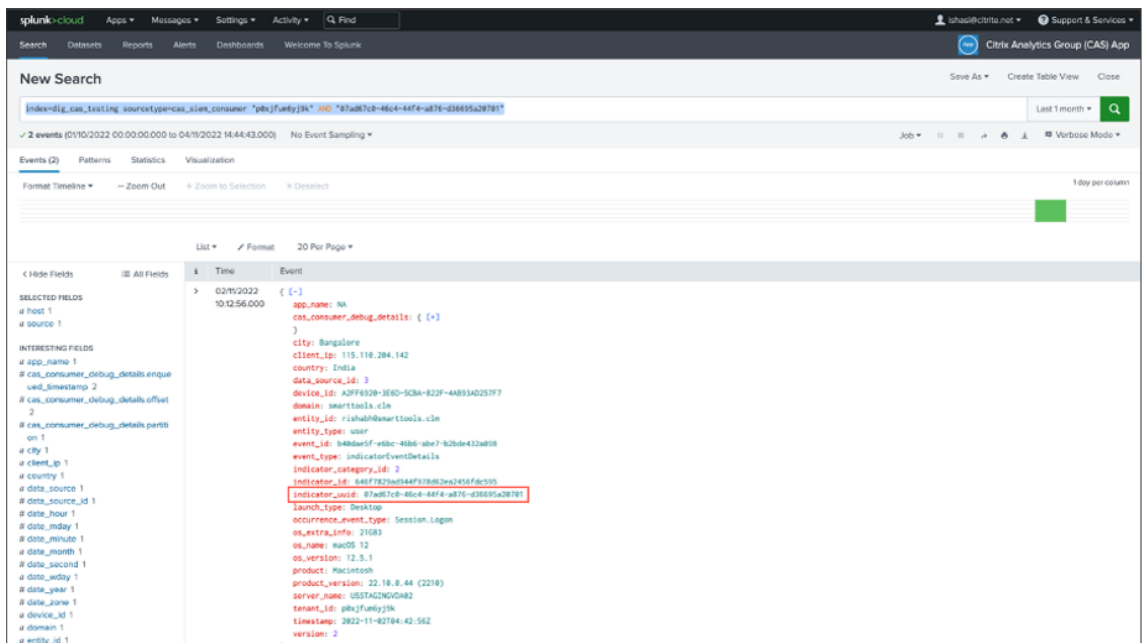 splunk>cloud Apps Messages Settings Activity Find ishasi@citrite.net Support & Services
Search Datasets Reports Alerts Dashboards Welcome To Splunk App Citrix Analytics Group (CAS) App
New Search Save As Create Table View Close
index=dig_cas_testing sourcetype=cas_siem_consumer "p0xjfum6yj9k" AND "87ad67c0-46c4-44f4-a876-d36695a20701" Last 1 month
✓ 2 events (01/10/2022 00:00:00.000 to 04/11/2022 14:44:43.000) No Event Sampling Job Verbose Mode
Events (2) Patterns Statistics Visualization
Format Timeline — Zoom Out + Zoom to Selection × Deselect 1 day per column
List Format 20 Per Page
< Hide Fields All Fields i Time Event
SELECTED FIELDS
a host 1
a source 1
INTERESTING FIELDS
a app_name 1
# cas_consumer_debug_details.enque
ued_timestamp 2
# cas_consumer_debug_details.offset
2
# cas_consumer_debug_details.partiti
on 1
a city 1
a client_ip 1
a country 1
a data_source 1
# data_source_id 1
# date_hour 1
# date_mday 1
# date_minute 1
a date_month 1
# date_second 1
a date_wday 1
# date_year 1
# date_zone 1
a device_id 1
a domain 1
a entity_id 1
> 02/11/2022
10:12:56.000
{ [-]
app_name: NA
cas_consumer_debug_details: { [+]
}
city: Bangalore
client_ip: 115.110.204.142
country: India
data_source_id: 3
device_id: A2FF6320-3E6D-5CBA-822F-4AB93AD257F7
domain: smarttools.clm
entity_id: rishabh@smarttools.clm
entity_type: user
event_id: b40dae5f-e6bc-46b6-abe7-b2bde432a098
event_type: indicatorEventDetails
indicator_category_id: 2
indicator_id: 646f7829ad944f978d62ea2456fdc595
indicator_uuid: 87ad67c0-46c4-44f4-a876-d36695a20701
launch_type: Desktop
occurrence_event_type: Session.Logon
os_extra_info: 21G83
os_name: macOS 12
os_version: 12.5.1
product: Macintosh
product_version: 22.10.0.44 (2210)
server_name: USSTAGINGVDA02
tenant_id: p0xjfum6yj9k
timestamp: 2022-11-02T04:42:56Z
version: 2